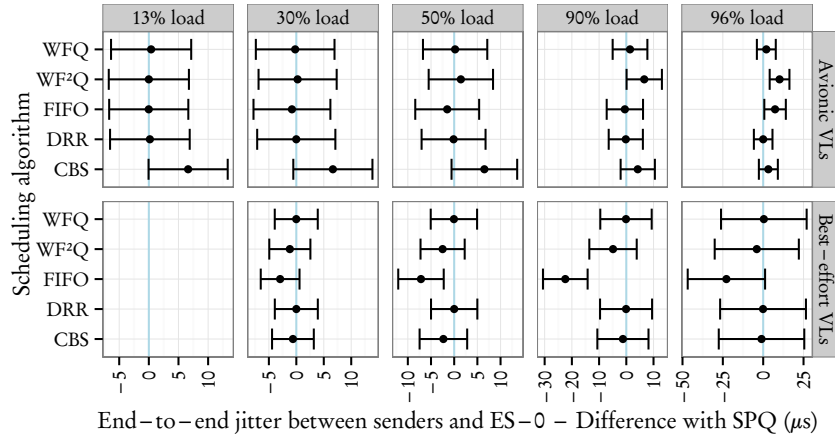 13% load 30% load 50% load 90% load 96% load
WFQ
WF²Q
FIFO
DRR
CBS
Avionic VLs
Scheduling algorithm
WFQ
WF²Q
FIFO
DRR
CBS
Best−effort VLs
−5 0 5 10 −5 0 5 10 −10 −5 0 5 10 −30 −20 −10 0 10 −50 −25 0 25
End−to−end jitter between senders and ES−0 − Difference with SPQ (μs)